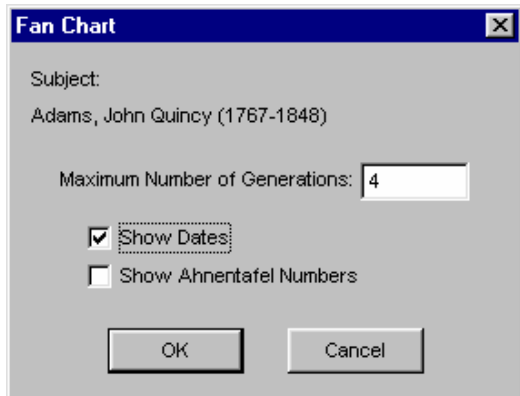 Fan Chart
Subject:
Adams, John Quincy (1767-1848)
Maximum Number of Generations: 4
Show Dates
Show Ahnentafel Numbers
OK Cancel